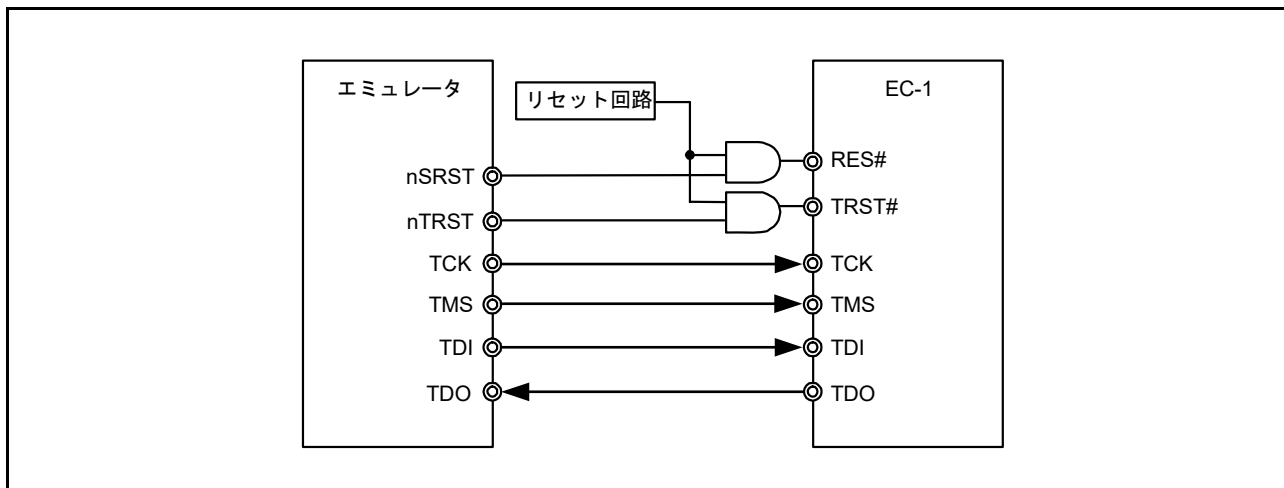 エミュレータ
リセット回路
EC-1
nSRST
nTRST
TCK
TMS
TDI
TDO
RES#
TRST#
TCK
TMS
TDI
TDO